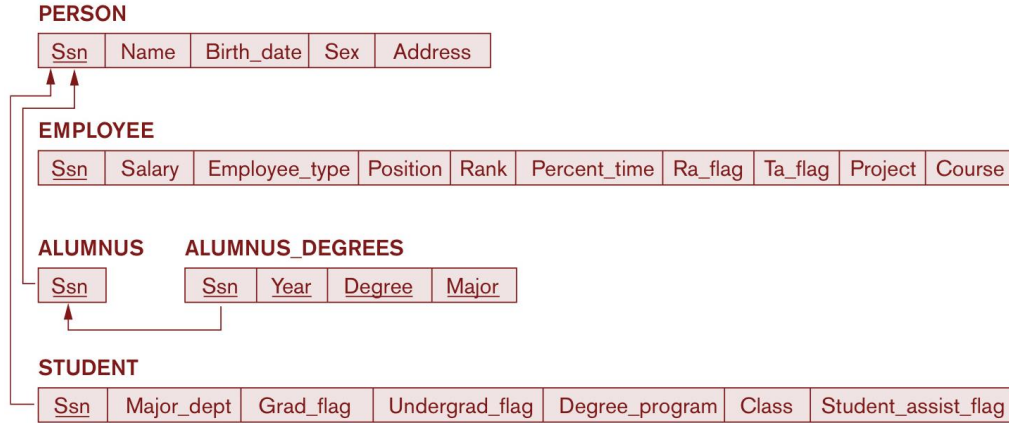 PERSON
Ssn Name Birth_date Sex Address
EMPLOYEE
Ssn Salary Employee_type Position Rank Percent_time Ra_flag Ta_flag Project Course
ALUMNUS ALUMNUS_DEGREES
Ssn Ssn Year Degree Major
STUDENT
Ssn Major_dept Grad_flag Undergrad_flag Degree_program Class Student_assist_flag